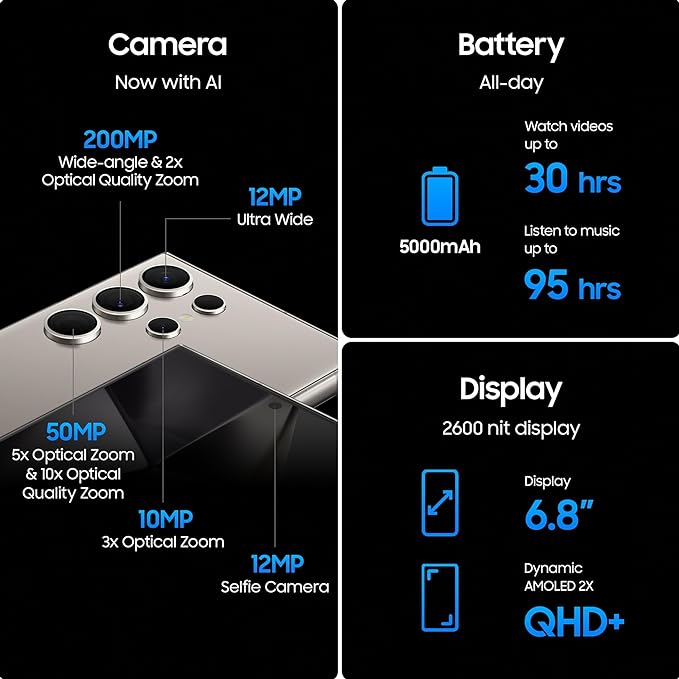 Camera
Now with AI
200MP
Wide-angle & 2x
Optical Quality Zoom
12MP
Ultra Wide
50MP
5x Optical Zoom
& 10x Optical
Quality Zoom
10MP
3x Optical Zoom
12MP
Selfie Camera
Battery
All-day
5000mAh
Watch videos
up to
30 hrs
Listen to music
up to
95 hrs
Display
2600 nit display
Display
6.8”
Dynamic
AMOLED 2X
QHD+